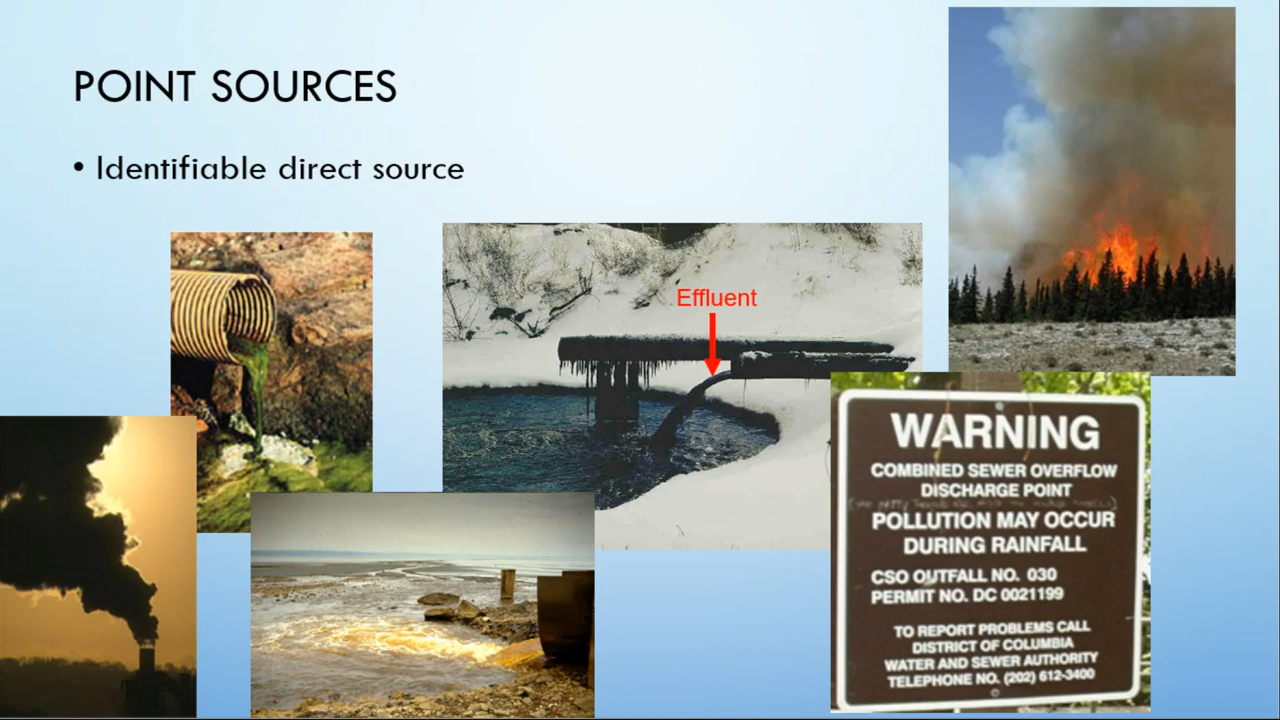 POINT SOURCES
• Identifiable direct source
Effluent
WARNING
COMBINED SEWER OVERFLOW
DISCHARGE POINT
POLLUTION MAY OCCUR
DURING RAINFALL
CSO OUTFALL NO. 030
PERMIT NO. DC 0021199
TO REPORT PROBLEMS CALL
DISTRICT OF COLUMBIA
WATER AND SEWER AUTHORITY
TELEPHONE NO. (202) 612-3400